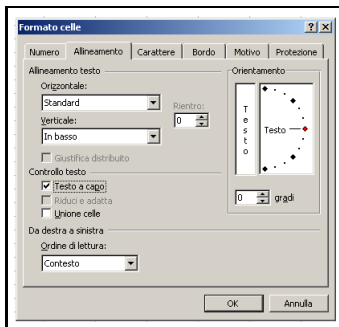 Formato celle
Numero Allineamento Carattere Bordo Motivo Protezione
Allineamento testo
Orizzontale:
Standard
Rientro:
Verticale:
0
In basso
Giustifica distribuito
Controllo testo
Testo a capo
Riduci e adatta
Unione celle
Da destra a sinistra
Ordine di lettura:
Contesto
Orientamento
T
e
s
t
o
Testo
0 gradi
OK Annulla